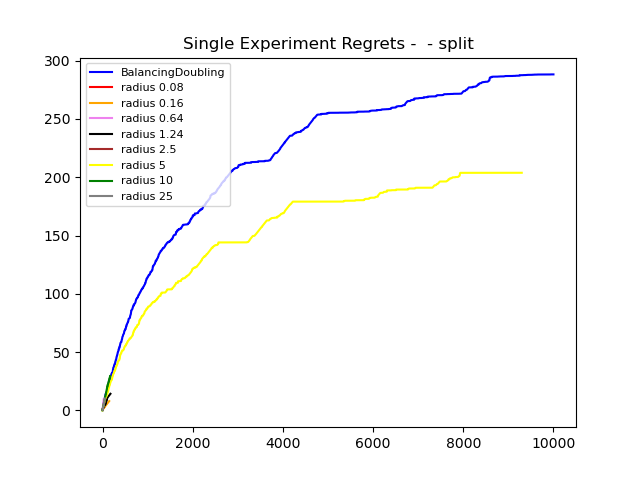 Single Experiment Regrets -  - split
300
250
200
150
100
50
0
BalancingDoubling
radius 0.08
radius 0.16
radius 0.64
radius 1.24
radius 2.5
radius 5
radius 10
radius 25
0 2000 4000 6000 8000 10000